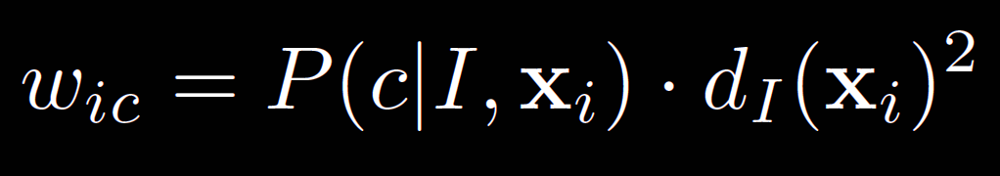 $w_{ic} = P(c|I, \mathbf{x}_i) \cdot d_I(\mathbf{x}_i)^2$